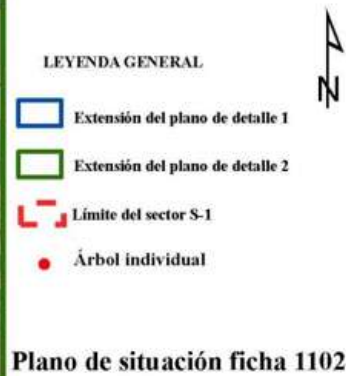 N
LEYENDA GENERAL
Extensión del plano de detalle 1
Extensión del plano de detalle 2
Límite del sector S-1
Árbol individual
Plano de situación ficha 1102